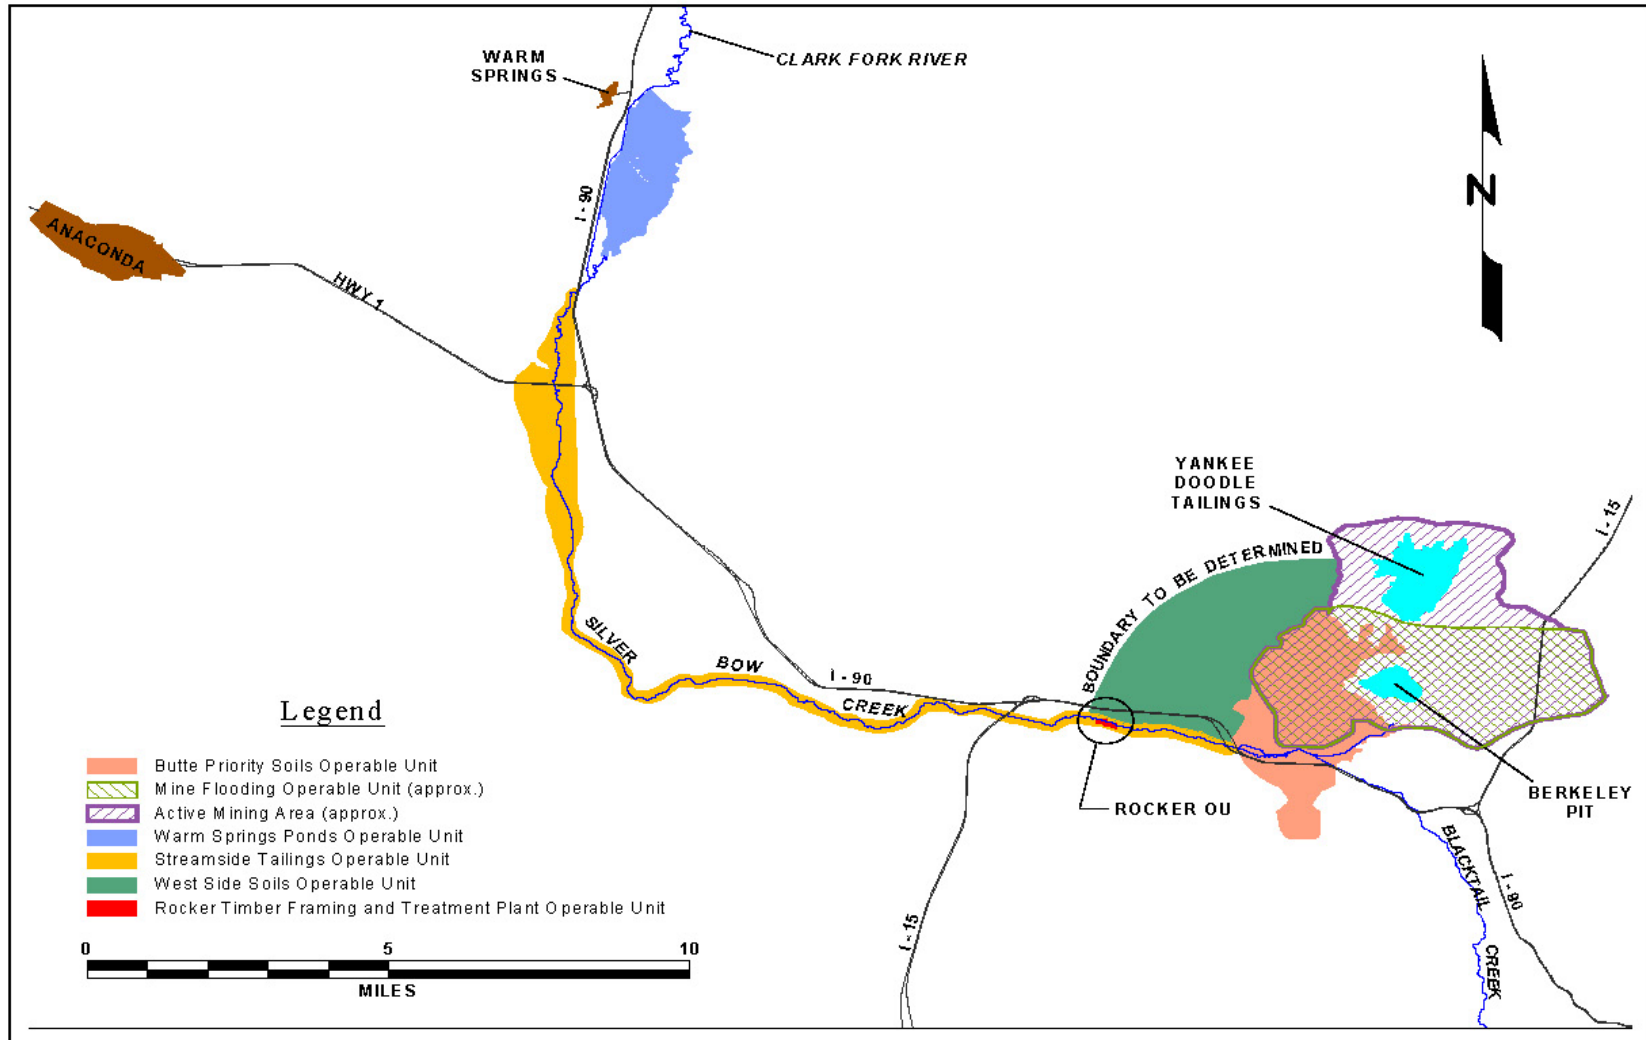 WARM
SPRINGS
CLARK FORK RIVER
I - 90
N
ANACONDA
HWY 1
YANKEE
DOODLE
TAILINGS
I - 15
BOUNDARY TO BE DETERMINED
SILVER
BOW
CREEK
I - 90
BERKELEY
PIT
ROCKER OU
BLACKTAIL
CREEK
I - 90
I - 15
Legend
Butte Priority Soils Operable Unit
Mine Flooding Operable Unit (approx.)
Active Mining Area (approx.)
Warm Springs Ponds Operable Unit
Streamside Tailings Operable Unit
West Side Soils Operable Unit
Rocker Timber Framing and Treatment Plant Operable Unit
0 5 10
MILES